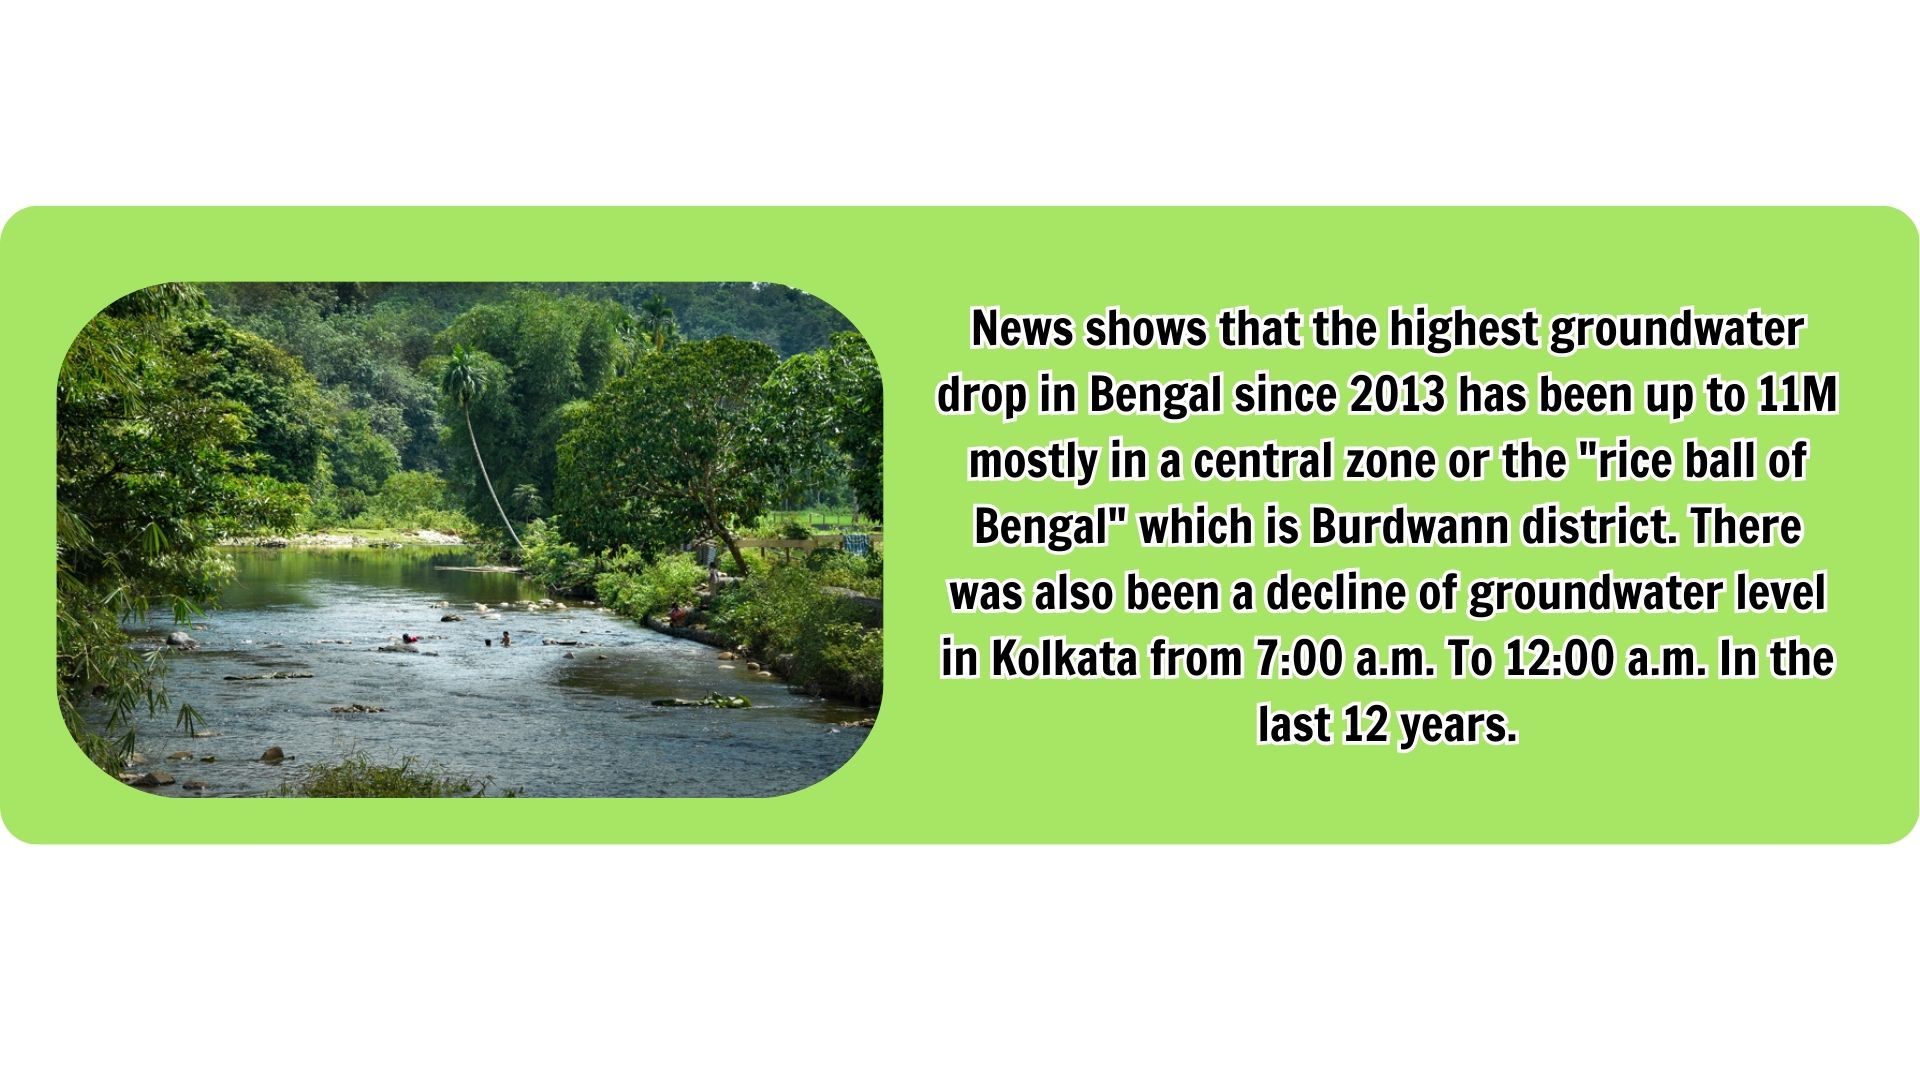 News shows that the highest groundwater
drop in Bengal since 2013 has been up to 11M
mostly in a central zone or the "rice ball of
Bengal" which is Burdwann district. There
was also been a decline of groundwater level
in Kolkata from 7:00 a.m. To 12:00 a.m. In the
last 12 years.